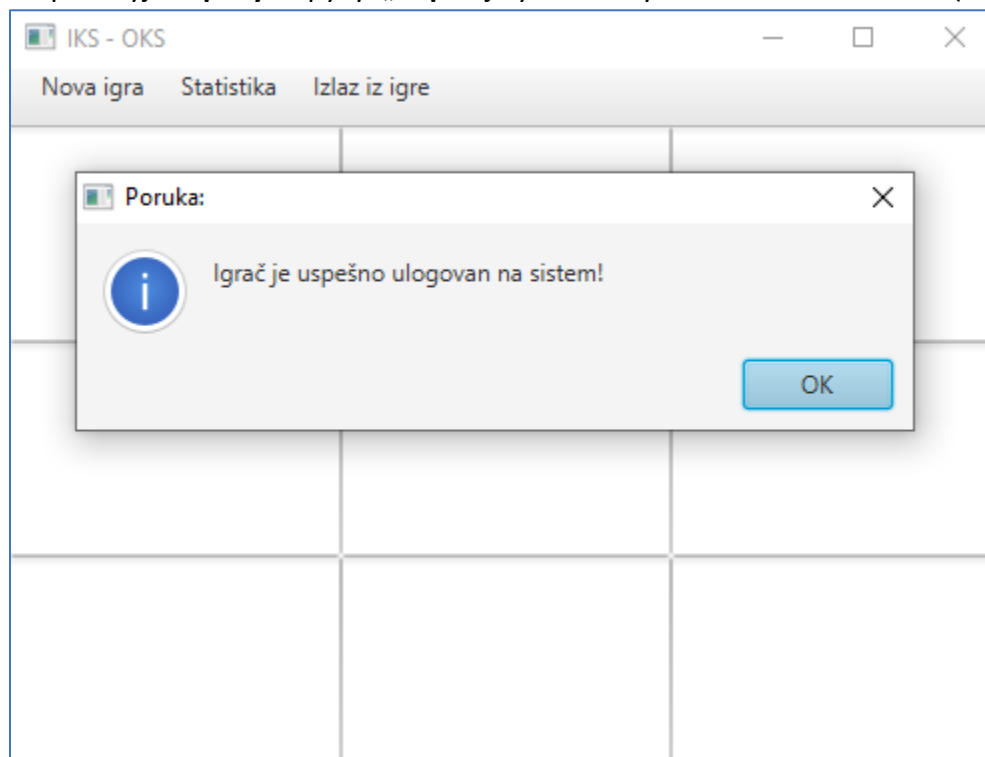 IKS - OKS
Nova igra Statistika Izlaz iz igre
Poruka:
Igrač je uspešno ulogovan na sistem!
OK